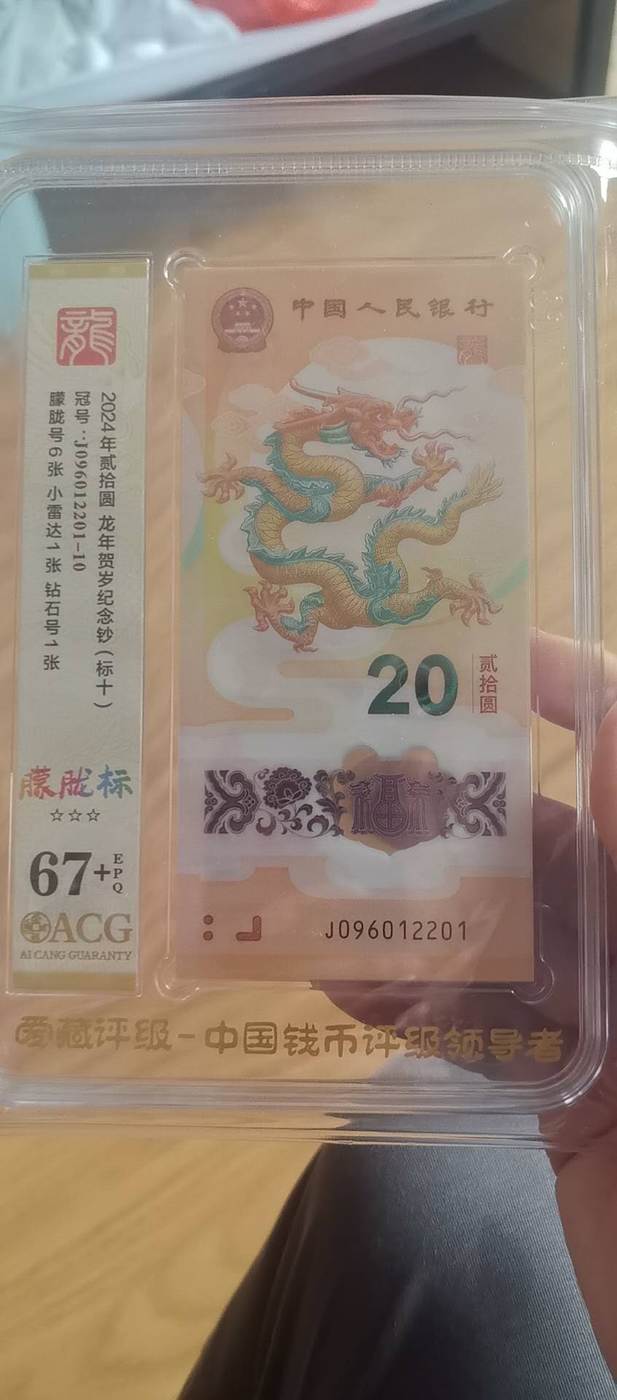 龍
2024年贰拾圆 龙年贺岁纪念钞(标十)
冠号:J096012201-10
朦胧号6张 小雷达1张 钻石号1张
朦胧标
☆☆☆
67+EPQ
ACG
AI CANG GUARANTY
中国人民银行
龍
20
贰拾圆
福
J096012201
爱藏评级-中国钱币评级领导者